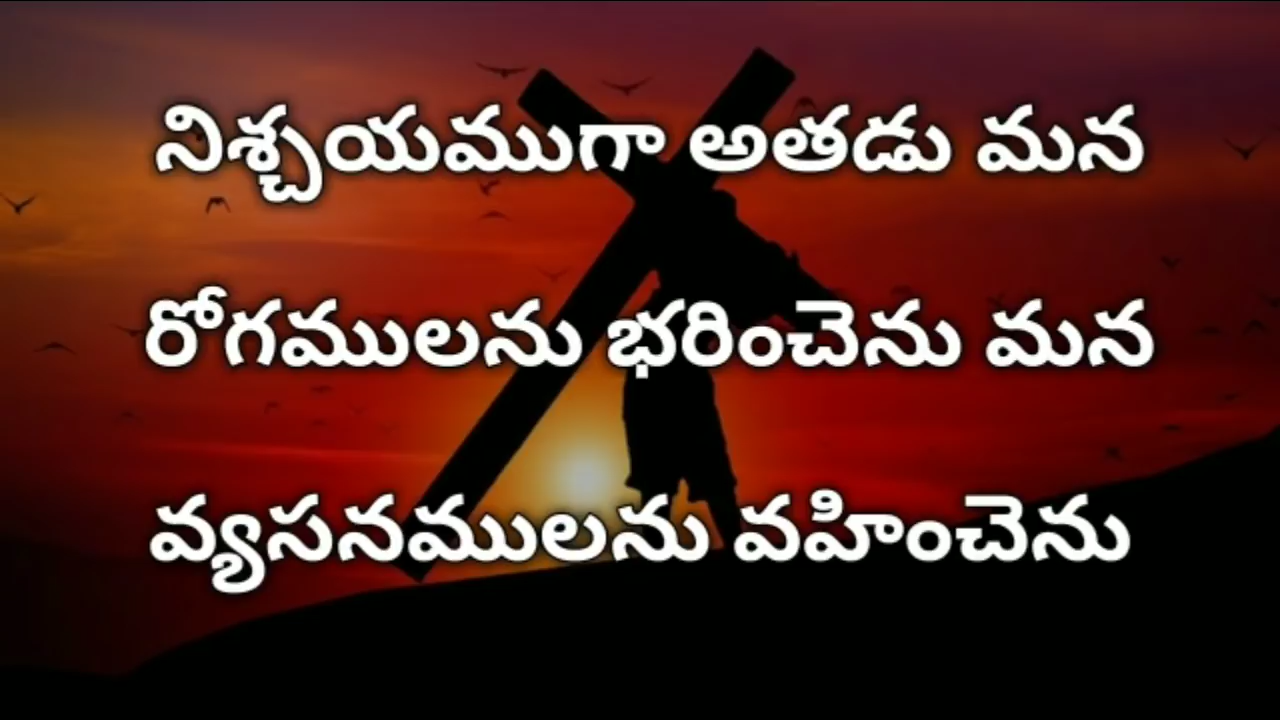 నిశ్చయముగా అతడు మన
రోగములను భరించెను మన
వ్యసనములను వహించెను